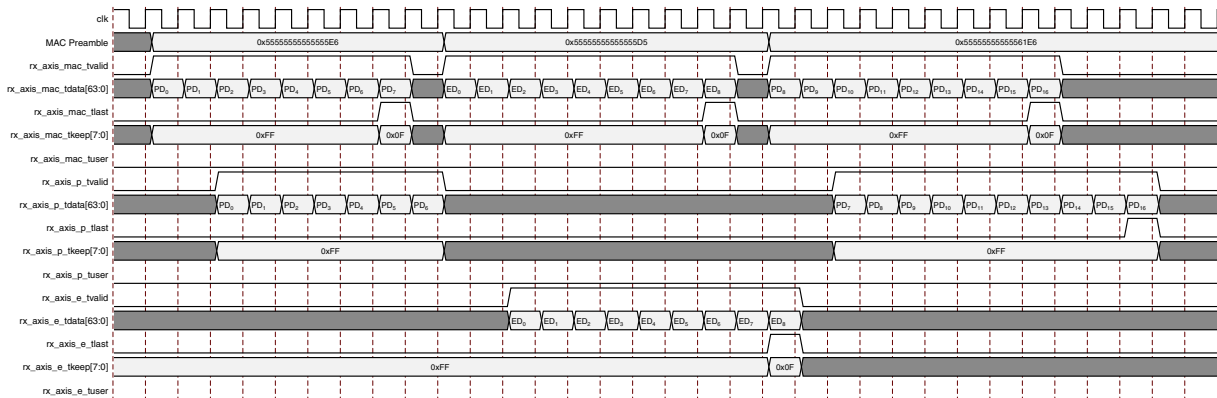 clk
MAC Preamble 0x55555555555555E6 0x55555555555555D5 0x55555555555561E6
rx_axis_mac_tvalid
rx_axis_mac_tdata[63:0] PD₀ PD₁ PD₂ PD₃ PD₄ PD₅ PD₆ PD₇ ED₀ ED₁ ED₂ ED₃ ED₄ ED₅ ED₆ ED₇ ED₈ PD₈ PD₉ PD₁₀ PD₁₁ PD₁₂ PD₁₃ PD₁₄ PD₁₅ PD₁₆
rx_axis_mac_tlast
rx_axis_mac_tkeep[7:0] 0xFF 0x0F 0xFF 0x0F 0xFF 0x0F
rx_axis_mac_tuser
rx_axis_p_tvalid
rx_axis_p_tdata[63:0] PD₀ PD₁ PD₂ PD₃ PD₄ PD₅ PD₆ PD₇ PD₈ PD₉ PD₁₀ PD₁₁ PD₁₂ PD₁₃ PD₁₄ PD₁₅ PD₁₆
rx_axis_p_tlast
rx_axis_p_tkeep[7:0] 0xFF 0xFF
rx_axis_p_tuser
rx_axis_e_tvalid
rx_axis_e_tdata[63:0] ED₀ ED₁ ED₂ ED₃ ED₄ ED₅ ED₆ ED₇ ED₈
rx_axis_e_tlast
rx_axis_e_tkeep[7:0] 0xFF 0x0F
rx_axis_e_tuser